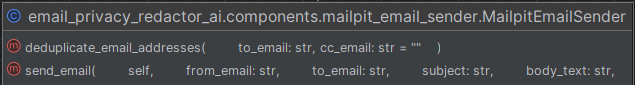 email_privacy_redactor_ai.components.mailpit_email_sender.MailpitEmailSender
deduplicate_email_addresses( to_email: str, cc_email: str = "" )
send_email( self, from_email: str, to_email: str, subject: str, body_text: str,